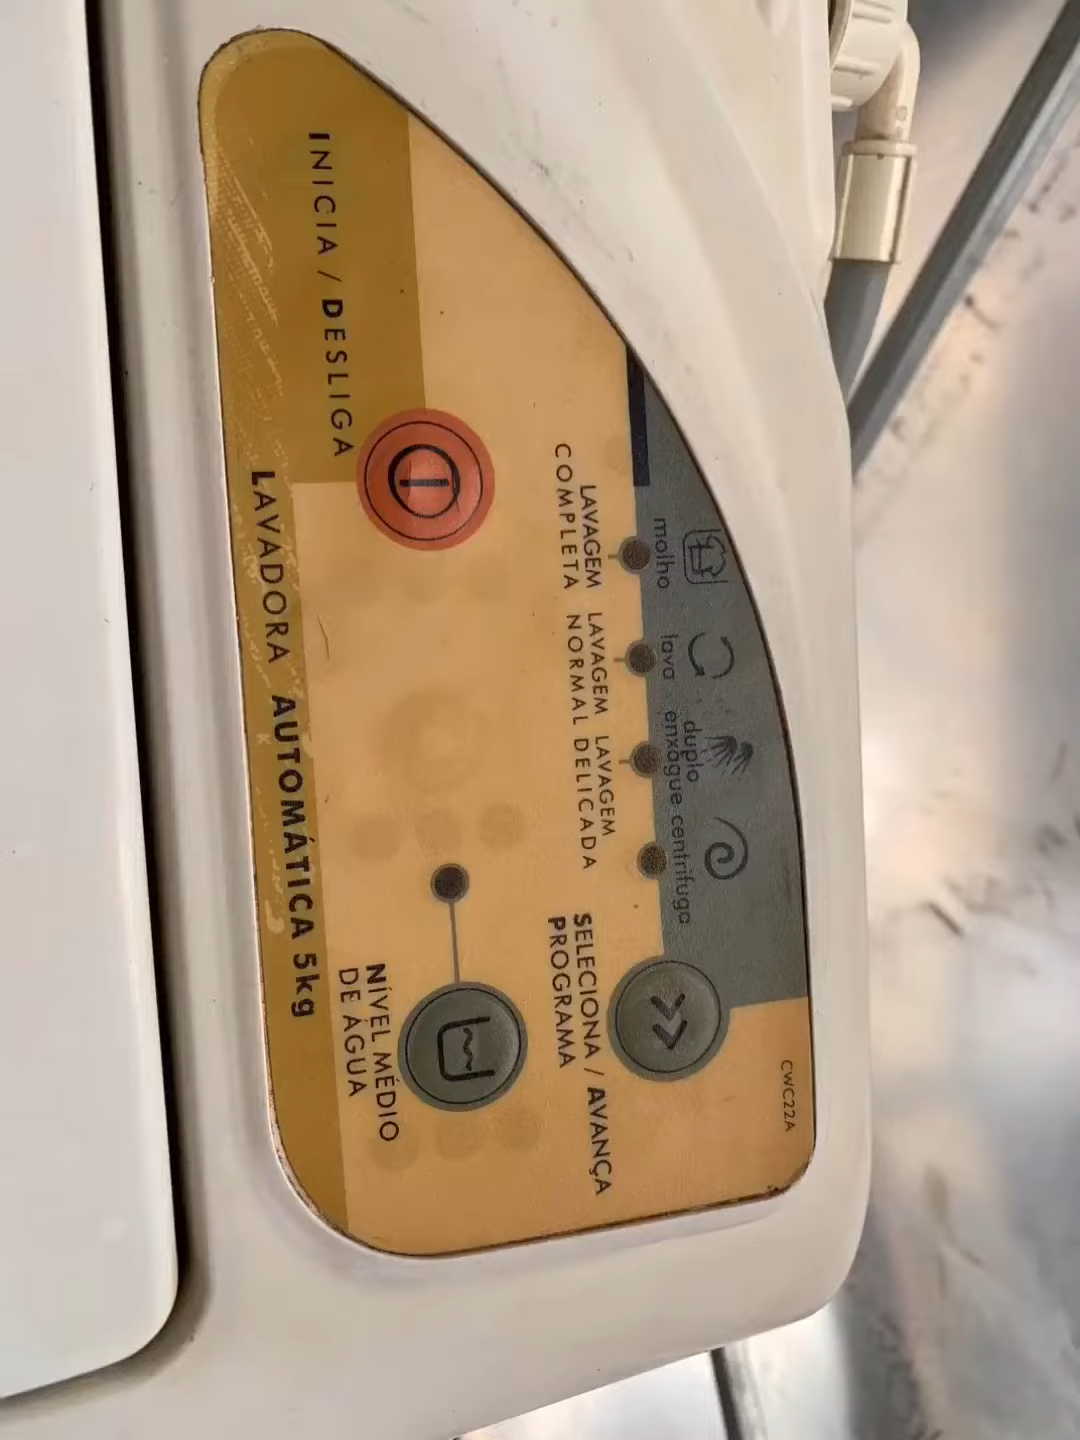 CWC22A
molho
lava
duplo
enxágue
centrifuga
LAVAGEM
COMPLETA
LAVAGEM
NORMAL
LAVAGEM
DELICADA
SELECIONA / AVANÇA
PROGRAMA
INICIA / DESLIGA
NÍVEL MÉDIO
DE ÁGUA
LAVADORA AUTOMÁTICA 5kg